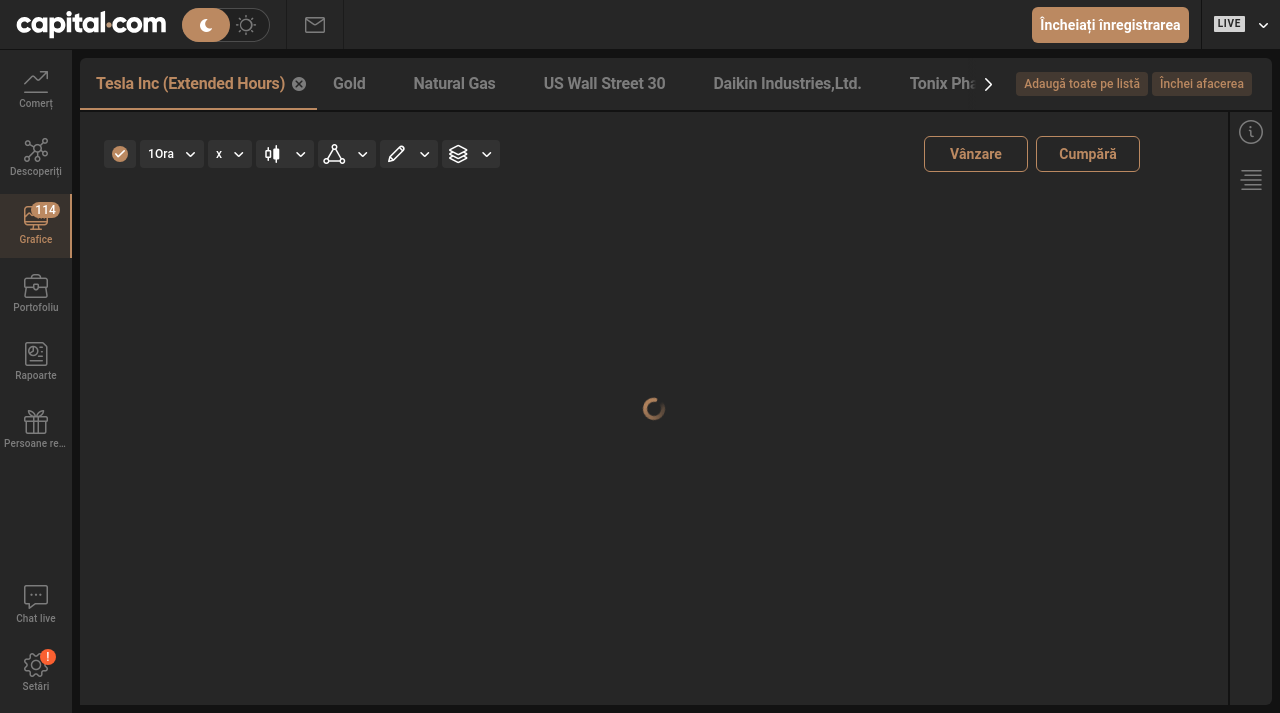 capital.com
Încheiați înregistrarea
LIVE
Tesla Inc (Extended Hours)
Gold
Natural Gas
US Wall Street 30
Daikin Industries,Ltd.
Tonix
Adaugă toate pe listă
Închei afacerea
Comerț
Descoperiți
114
Grafice
Portofoliu
Rapoarte
Persoane re...
Chat live
!
Setări
1Ora
x
Vânzare
Cumpără